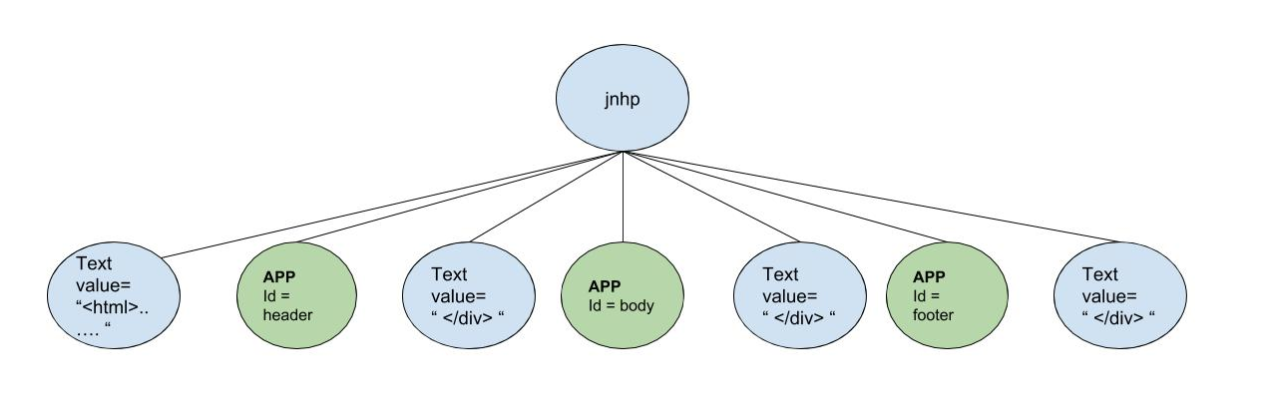 jnhp
Text
value=
“<html>..
…. “
APP
Id =
header
Text
value=
“ </div> “
APP
Id = body
Text
value=
“ </div> “
APP
Id =
footer
Text
value=
“ </div> “